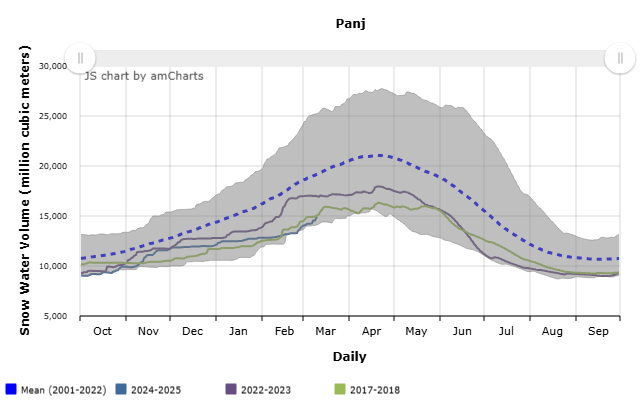 Panj
JS chart by amCharts
Snow Water Volume (million cubic meters)
30,000
25,000
20,000
15,000
10,000
5,000
Oct Nov Dec Jan Feb Mar Apr May Jun Jul Aug Sep
Daily
Mean (2001-2022) 2024-2025 2022-2023 2017-2018